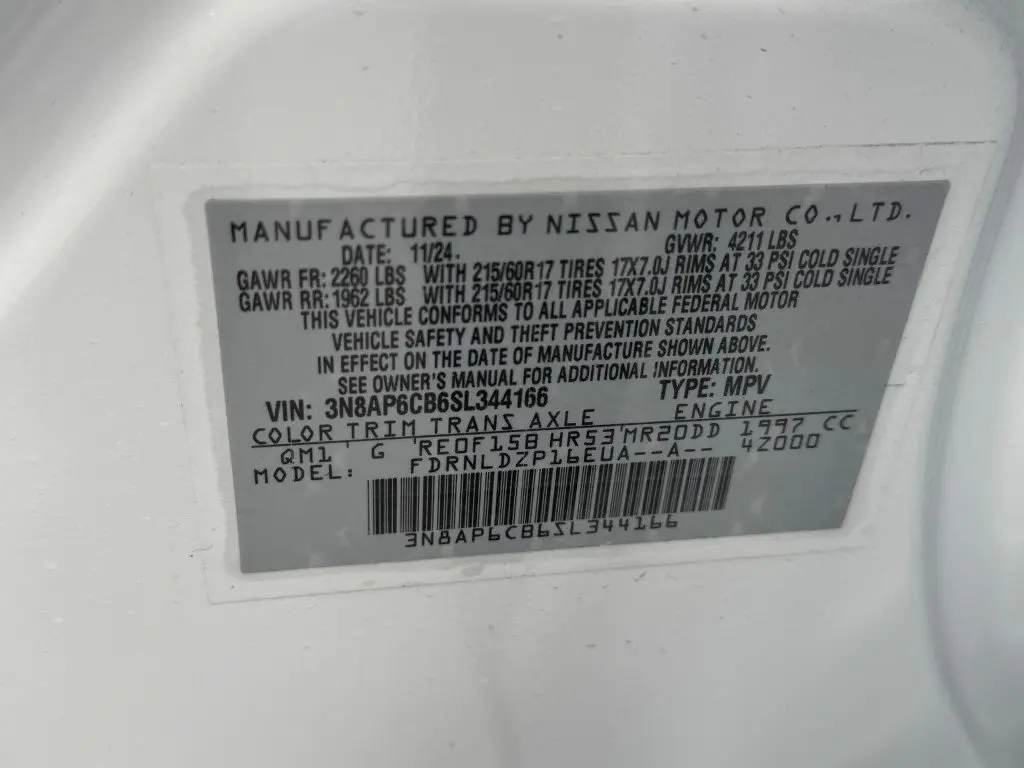 MANUFACTURED BY NISSAN MOTOR CO., LTD.
DATE: 11/24. GVWR: 4211 LBS
GAWR FR: 2260 LBS WITH 215/60R17 TIRES 17X7.0J RIMS AT 33 PSI COLD SINGLE
GAWR RR: 1962 LBS WITH 215/60R17 TIRES 17X7.0J RIMS AT 33 PSI COLD SINGLE
THIS VEHICLE CONFORMS TO ALL APPLICABLE FEDERAL MOTOR
VEHICLE SAFETY AND THEFT PREVENTION STANDARDS
IN EFFECT ON THE DATE OF MANUFACTURE SHOWN ABOVE.
SEE OWNER'S MANUAL FOR ADDITIONAL INFORMATION.
VIN: 3N8AP6CB6SL344166 TYPE: MPV
COLOR TRIM TRANS AXLE ENGINE
QM1 G RE0F15B HR53 MR20DD 1997 CC
MODEL: FDRNLDZP16EUA--A-- 42000
3N8AP6CB6SL344166